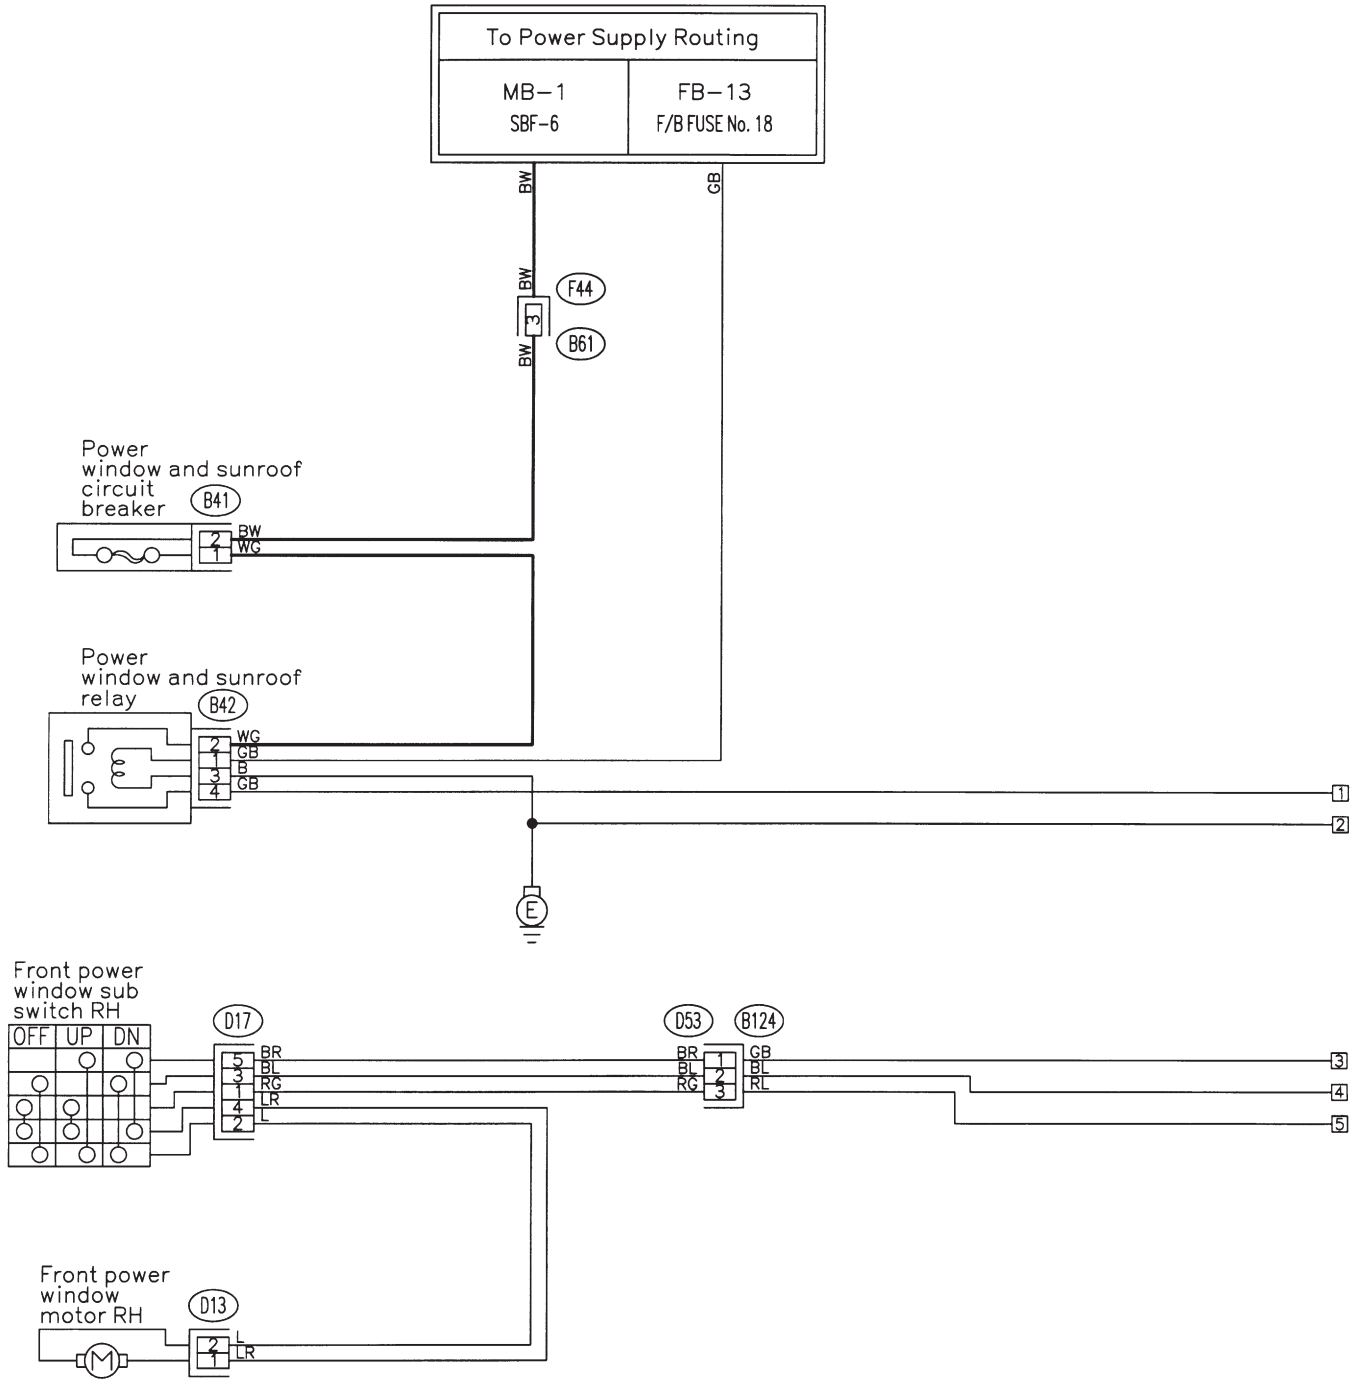 To Power Supply Routing
MB-1
FB-13
SBF-6
F/B FUSE No. 18
BW
GB
BW
F44
3
B61
BW
Power
window and sunroof
circuit
breaker
B41
2
BW
1
WG
Power
window and sunroof
relay
B42
2
WG
1
GB
3
B
4
GB
1
2
E
Front power
window sub
switch RH
OFF
UP
DN
D17
D53
B124
5
BR
BR
1
GB
3
3
BL
BL
2
BL
1
RG
RG
3
RL
4
4
LR
2
L
5
Front power
window
motor RH
D13
M
2
L
1
LR